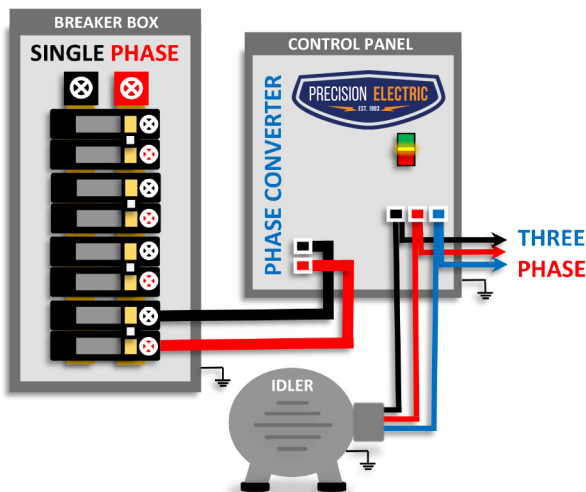 BREAKER BOX
SINGLE PHASE
CONTROL PANEL
PRECISION ELECTRIC
EST. 1983
PHASE CONVERTER
THREE
PHASE
IDLER